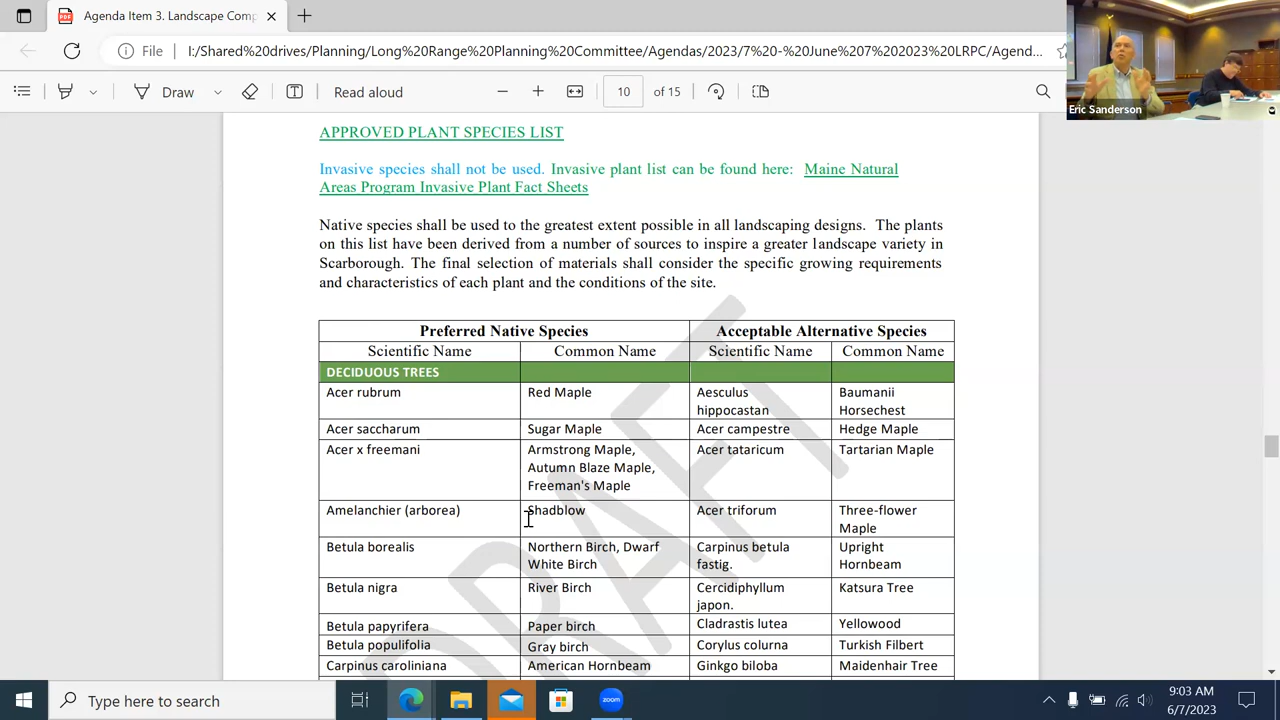 Agenda Item 3. Landscape Comp
File
I:/Shared%20drives/Planning/Long%20Range%20Planning%20Committee/Agendas/2023/7%20-%20June%207%202023%20LRPC/Agend...
Draw
Read aloud
10 of 15
Eric Sanderson
APPROVED PLANT SPECIES LIST
Invasive species shall not be used. Invasive plant list can be found here: Maine Natural
Areas Program Invasive Plant Fact Sheets
Native species shall be used to the greatest extent possible in all landscaping designs. The plants
on this list have been derived from a number of sources to inspire a greater landscape variety in
Scarborough. The final selection of materials shall consider the specific growing requirements
and characteristics of each plant and the conditions of the site.
Preferred Native Species Acceptable Alternative Species
Scientific Name Common Name Scientific Name Common Name
DECIDUOUS TREES
Acer rubrum Red Maple Aesculus Baumanii
hippocastan Horsechest
Acer saccharum Sugar Maple Acer campestre Hedge Maple
Acer x freemani Armstrong Maple, Acer tataricum Tartarian Maple
Autumn Blaze Maple,
Freeman's Maple
Amelanchier (arborea) Shadblow Acer triforum Three-flower
Maple
Betula borealis Northern Birch, Dwarf Carpinus betula Upright
White Birch fastig. Hornbeam
Betula nigra River Birch Cercidiphyllum Katsura Tree
japon.
Betula papyrifera Paper birch Cladrastis lutea Yellowood
Betula populifolia Gray birch Corylus colurna Turkish Filbert
Carpinus caroliniana American Hornbeam Ginkgo biloba Maidenhair Tree
DRAFT
Type here to search
zoom
9:03 AM
6/7/2023